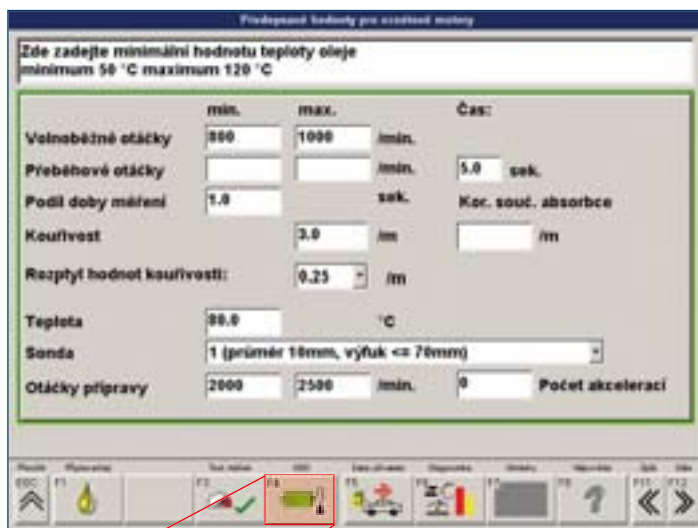 Předepsané hodnoty pro vznětové motory
Zde zadejte minimální hodnotu teploty oleje
minimum 50 °C maximum 120 °C
min. max. Čas:
Volnoběžné otáčky 800 1000 /min.
Přeběhové otáčky /min. 5.0 sek.
Podíl doby měření 1.0 sek. Kor. souč. absorbce
Kouřivost 3.0 /m /m
Rozptyl hodnot kouřivosti: 0.25 /m
Teplota 80.0 °C
Sonda 1 (průměr 10mm, výfuk <= 70mm)
Otáčky přípravy 2000 2500 /min. 0 Počet akcelerací
Nápověda Zpět Dále
ESC F1 F3 F4 F5 F6 F7 F8 F11 F12